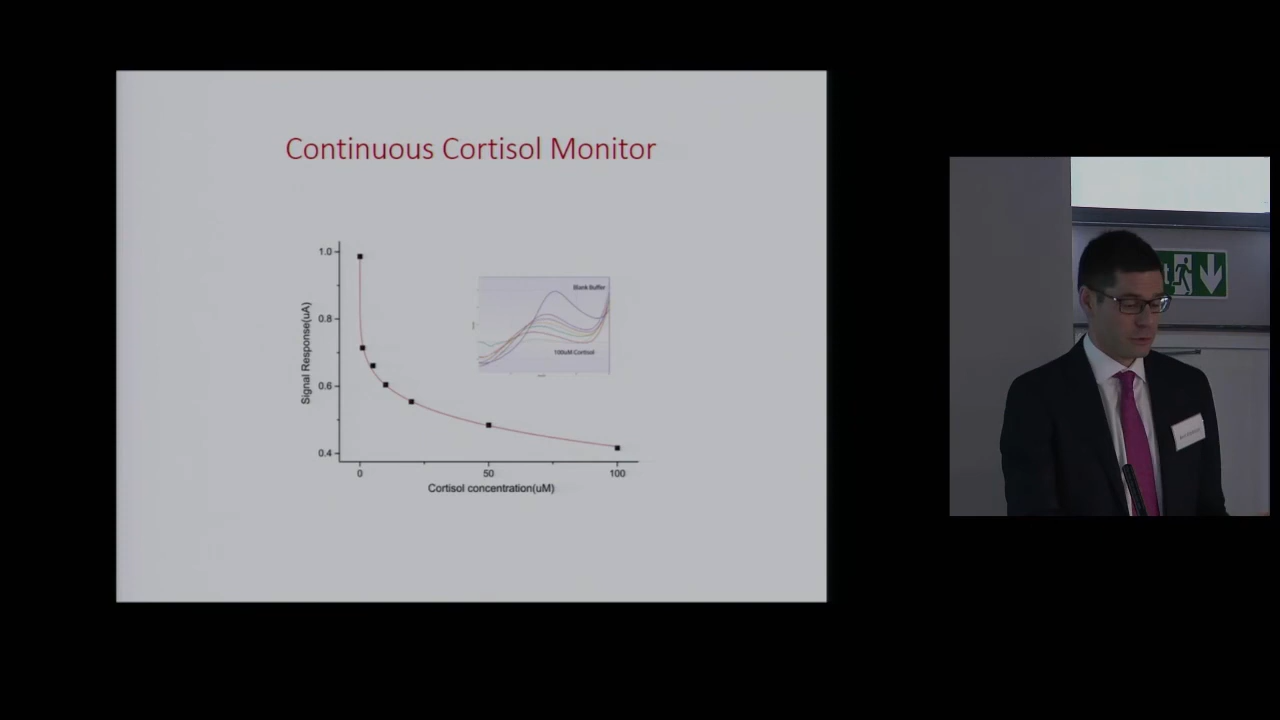 Continuous Cortisol Monitor
1.0
0.8
0.6
0.4
Signal Response(uA)
Blank Buffer
100uM Cortisol
0
50
100
Cortisol concentration(uM)